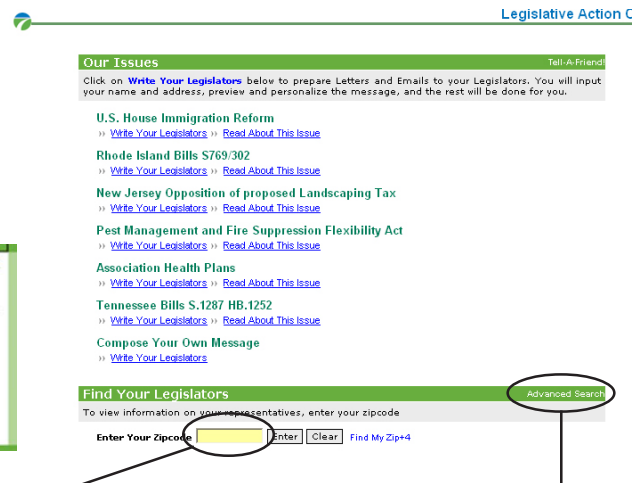 Legislative Action C
Our Issues Tell-A-Friend!
Click on Write Your Legislators below to prepare Letters and Emails to your Legislators. You will input
your name and address, preview and personalize the message, and the rest will be done for you.
U.S. House Immigration Reform
›› Write Your Legislators ›› Read About This Issue
Rhode Island Bills S769/302
›› Write Your Legislators ›› Read About This Issue
New Jersey Opposition of proposed Landscaping Tax
›› Write Your Legislators ›› Read About This Issue
Pest Management and Fire Suppression Flexibility Act
›› Write Your Legislators ›› Read About This Issue
Association Health Plans
›› Write Your Legislators ›› Read About This Issue
Tennessee Bills S.1287 HB.1252
›› Write Your Legislators ›› Read About This Issue
Compose Your Own Message
›› Write Your Legislators
Find Your Legislators Advanced Search
To view information on your representatives, enter your zipcode
Enter Your Zipcode Enter Clear Find My Zip+4